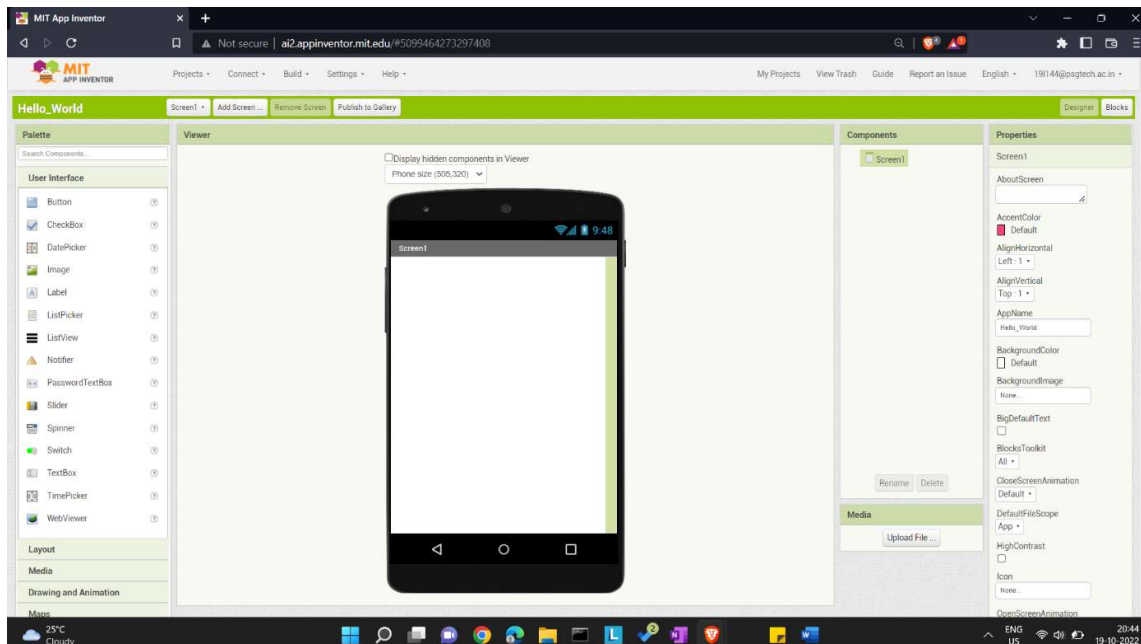 MIT App Inventor
Not secure | ai2.appinventor.mit.edu/#5099464273297408
MIT
APP INVENTOR
Projects Connect Build Settings Help My Projects View Trash Guide Report an Issue English 19l144@psgtech.ac.in
Hello_World Screen1 Add Screen ... Remove Screen Publish to Gallery Designer Blocks
Palette
Search Components...
User Interface
Button
CheckBox
DatePicker
Image
Label
ListPicker
ListView
Notifier
PasswordTextBox
Slider
Spinner
Switch
TextBox
TimePicker
WebViewer
Layout
Media
Drawing and Animation
Maps
Viewer
Display hidden components in Viewer
Phone size (505,320)
9:48
Screen1
Components
Screen1
Rename Delete
Media
Upload File ...
Properties
Screen1
AboutScreen
AccentColor
Default
AlignHorizontal
Left : 1
AlignVertical
Top : 1
AppName
Hello_World
BackgroundColor
Default
BackgroundImage
None...
BigDefaultText
BlocksToolkit
All
CloseScreenAnimation
Default
DefaultFileScope
App
HighContrast
Icon
None...
OpenScreenAnimation
25°C
Cloudy
ENG
US
20:44
19-10-2022